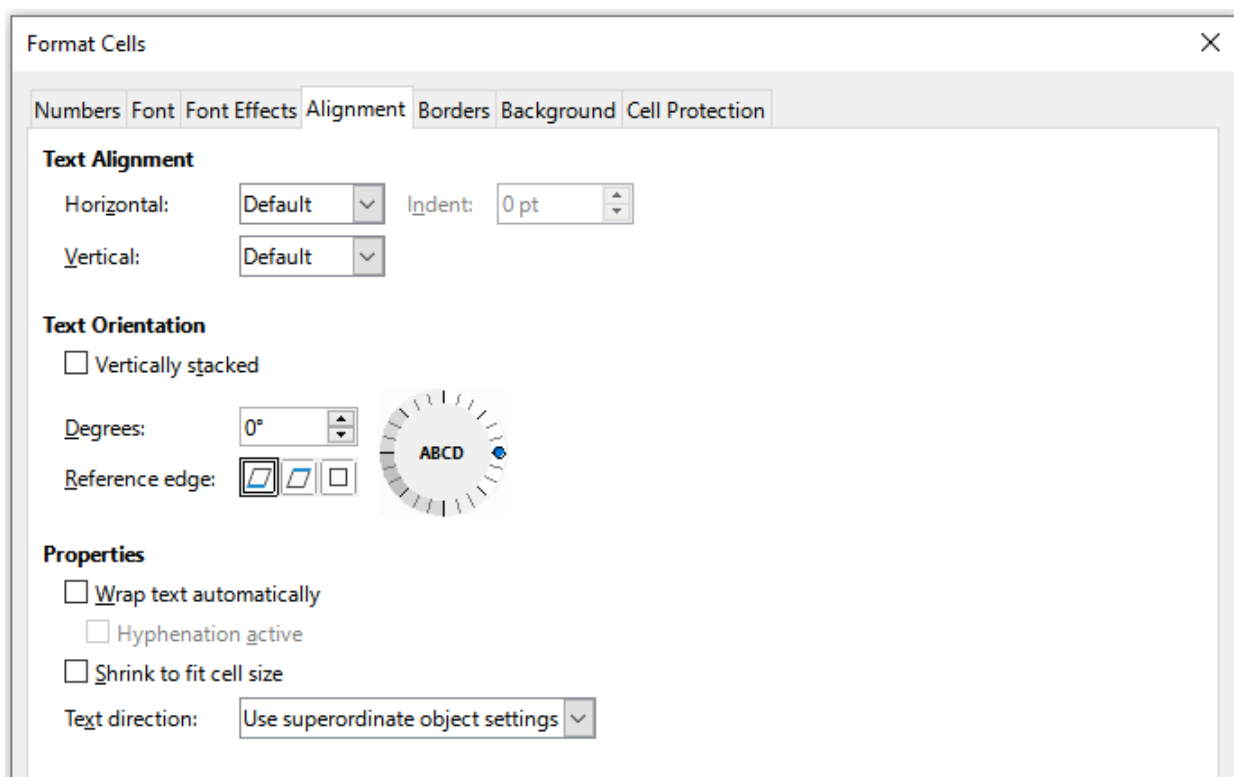 Format Cells
Numbers Font Font Effects Alignment Borders Background Cell Protection
Text Alignment
Horizontal: Default Indent: 0 pt
Vertical: Default
Text Orientation
Vertically stacked
Degrees: 0°
ABCD
Reference edge:
Properties
Wrap text automatically
Hyphenation active
Shrink to fit cell size
Text direction: Use superordinate object settings